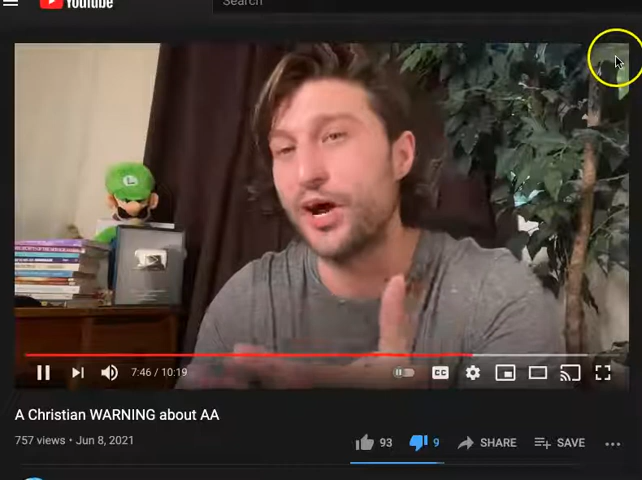 YouTube
Search
L
7:46 / 10:19
CC
A Christian WARNING about AA
757 views • Jun 8, 2021
93
9
SHARE
SAVE